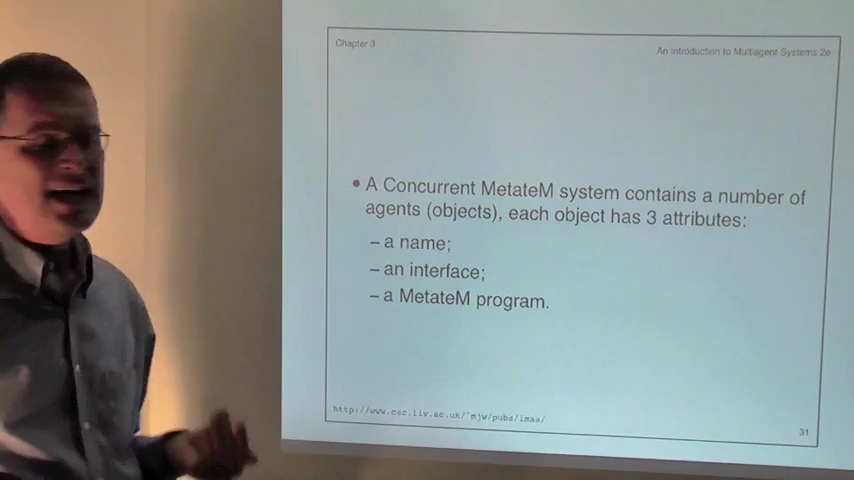 Chapter 3
An Introduction to Multiagent Systems 2e
• A Concurrent MetateM system contains a number of
agents (objects), each object has 3 attributes:
– a name;
– an interface;
– a MetateM program.
http://www.csc.liv.ac.uk/~mjw/pubs/imas/
31